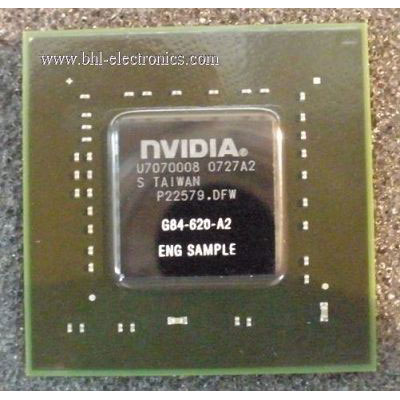 www.bhl-electronics.com
NVIDIA®
U7070008 0727A2
S TAIWAN
P22579.DFW
G84-620-A2
ENG SAMPLE